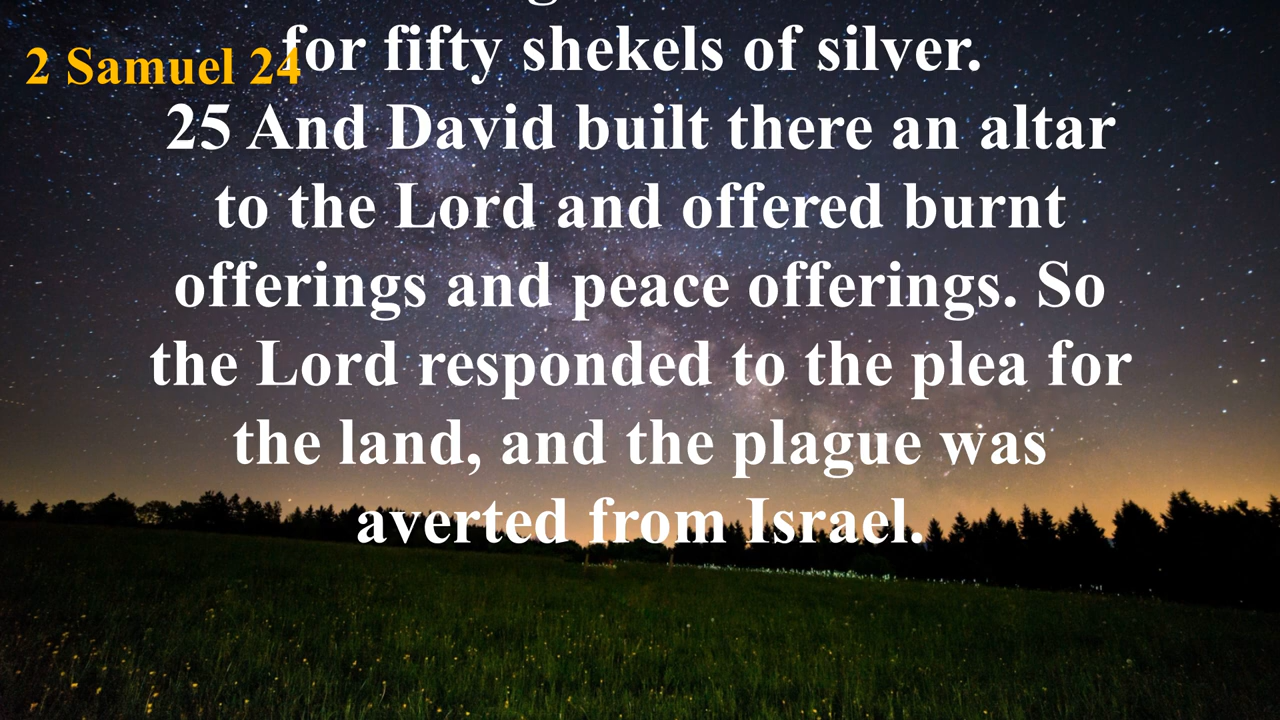 2 Samuel 24
for fifty shekels of silver.
25 And David built there an altar
to the Lord and offered burnt
offerings and peace offerings. So
the Lord responded to the plea for
the land, and the plague was
averted from Israel.